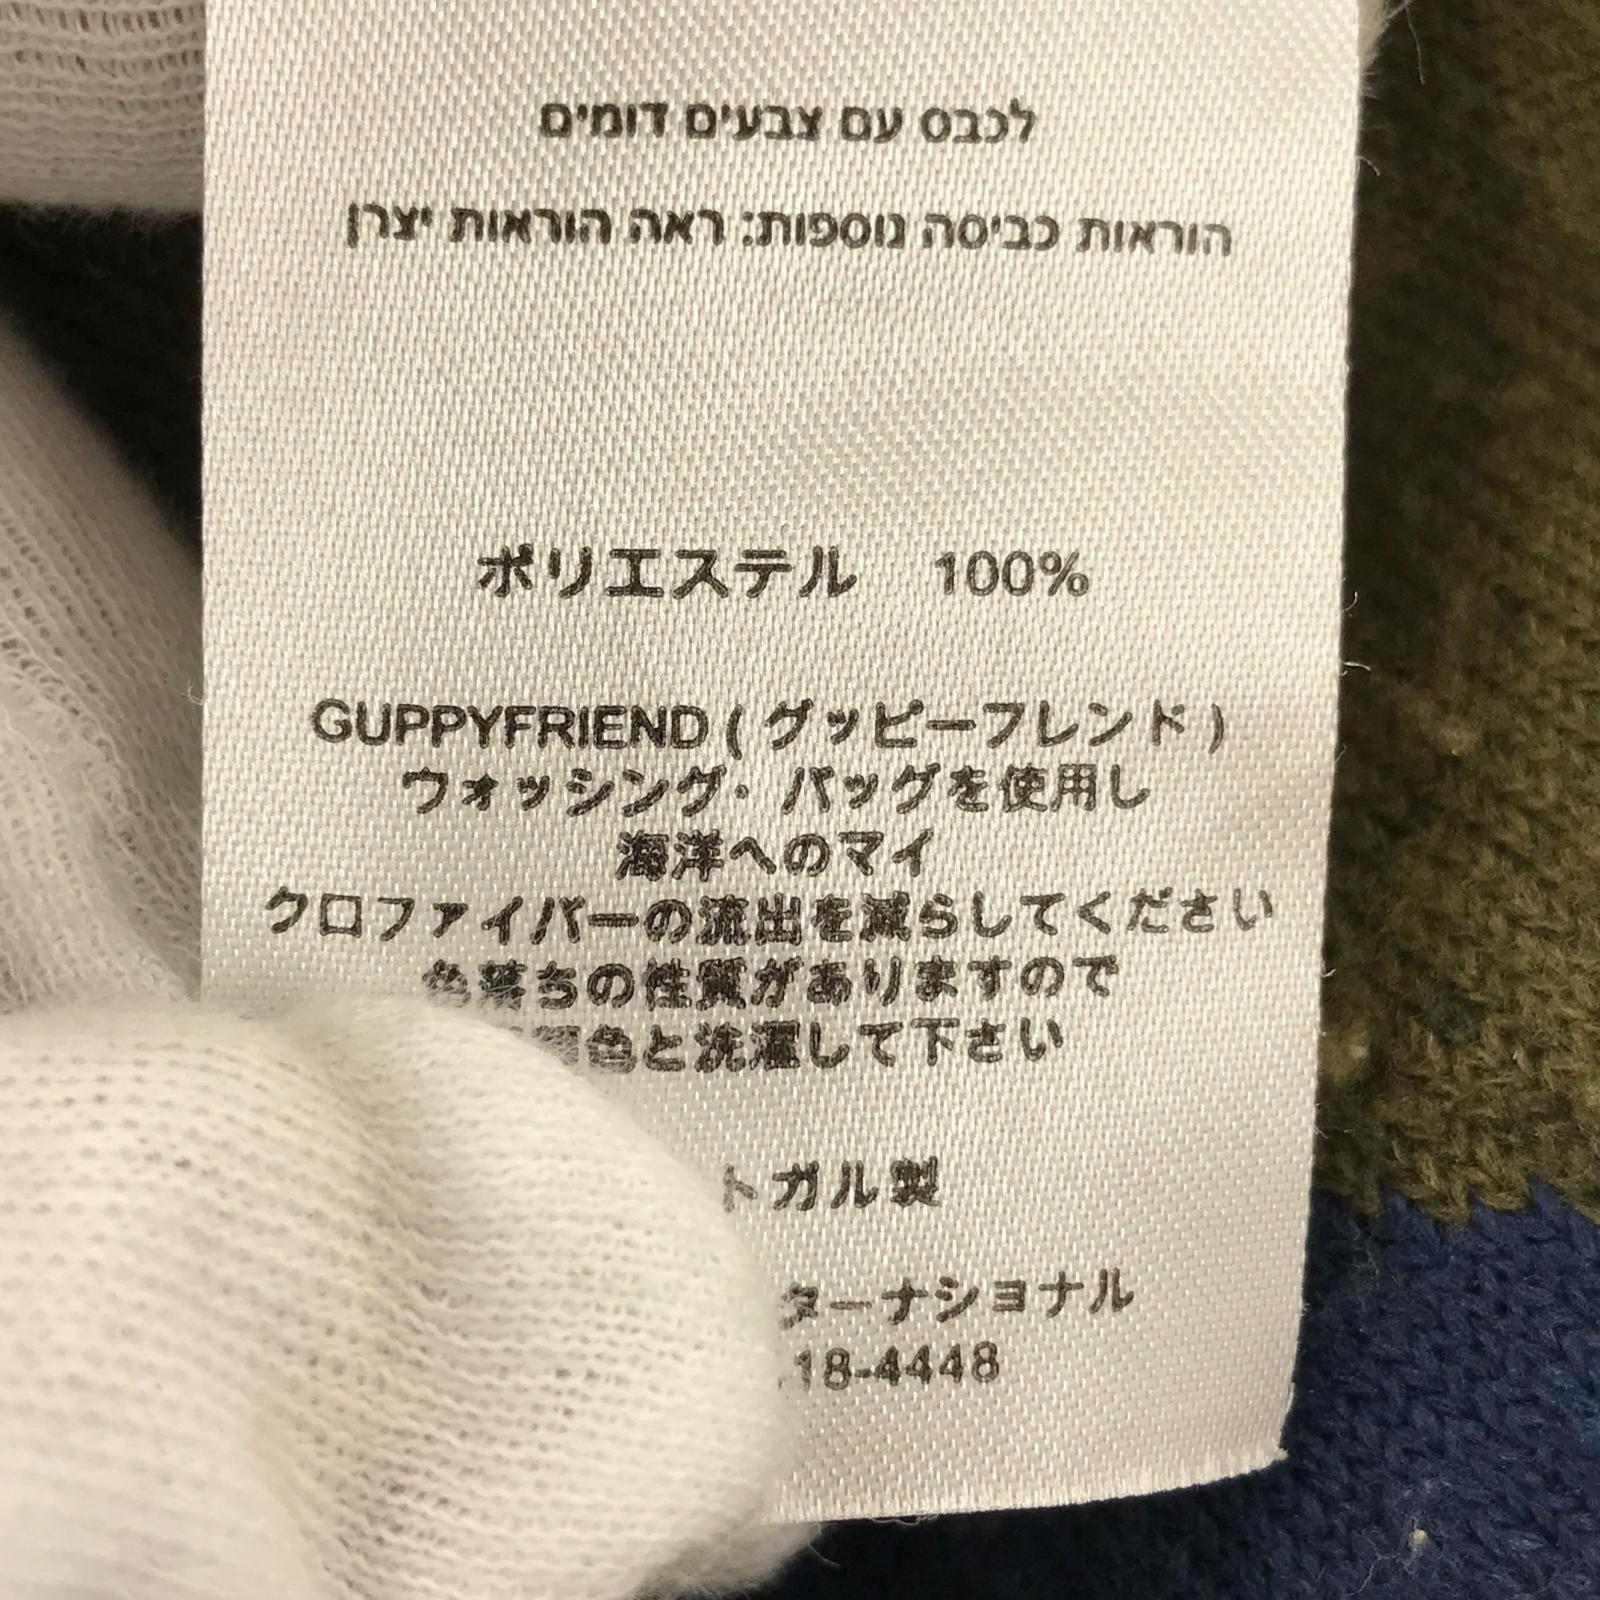 לכבס עם צבעים דומים
הוראות כביסה נוספות: ראה הוראות יצרן
ポリエステル 100%
GUPPYFRIEND ( グッピーフレンド )
ウォッシング・バッグを使用し
海洋へのマイ
クロファイバーの流出を減らしてください
色落ちの性質がありますので
色と洗濯して下さい
トガル製
ターナショナル
18-4448